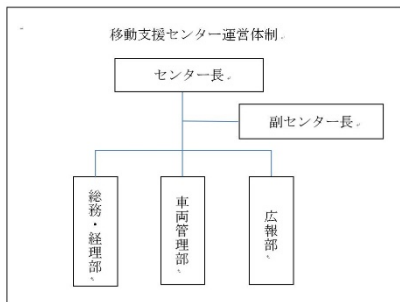 移動支援センター運営体制
センター長
副センター長
総務・経理部
車両管理部
広報部